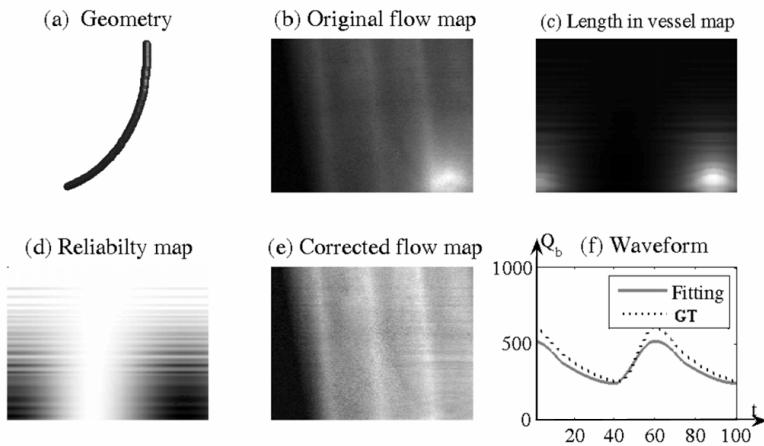 (a) Geometry
(b) Original flow map
(c) Length in vessel map
(d) Reliabilty map
(e) Corrected flow map
Q_b (f) Waveform
1000
Fitting
GT
500
0
t
20 40 60 80 100